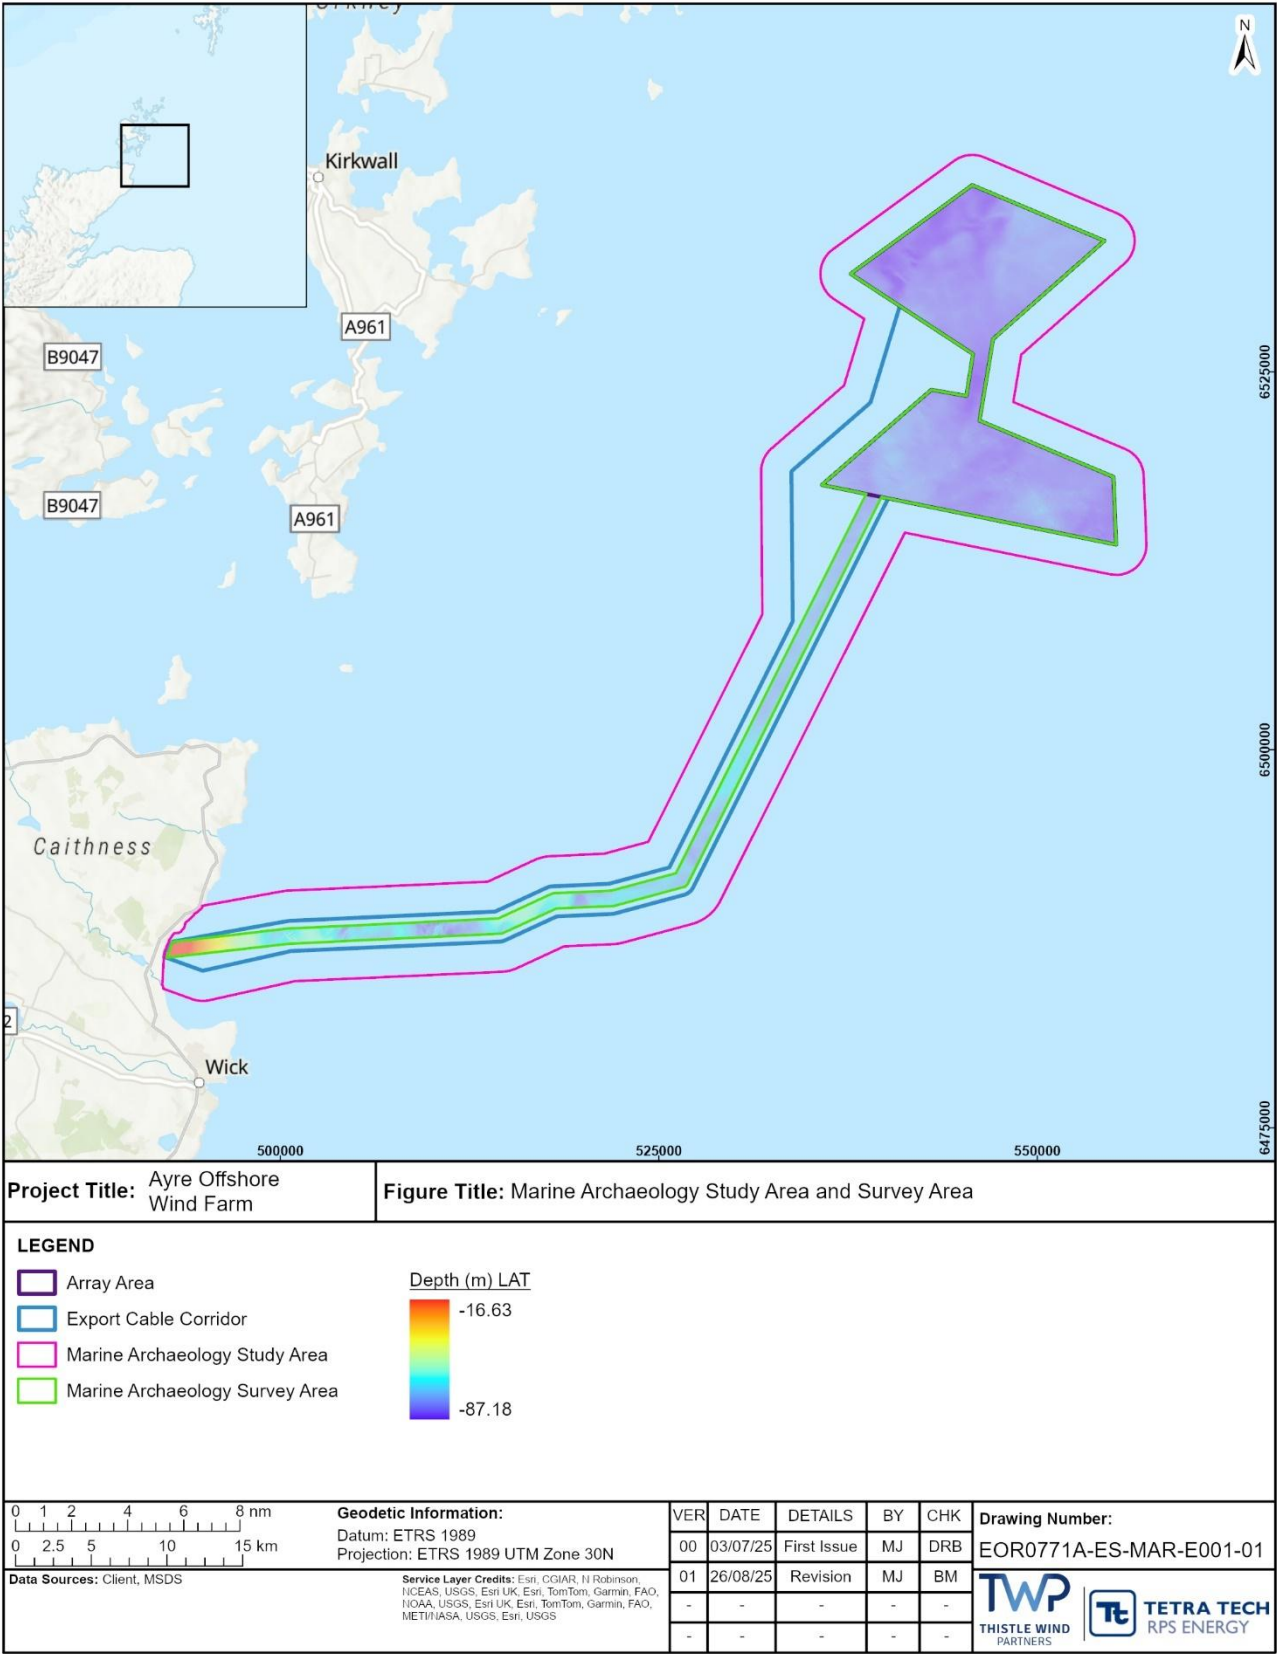 Orkney
N
Kirkwall
A961
B9047
B9047
A961
6525000
6500000
Caithness
2
Wick
6475000
500000
525000
550000
Project Title: Ayre Offshore
Wind Farm
Figure Title: Marine Archaeology Study Area and Survey Area
LEGEND
Array Area
Export Cable Corridor
Marine Archaeology Study Area
Marine Archaeology Survey Area
Depth (m) LAT
-16.63
-87.18
0 1 2 4 6 8 nm
0 2.5 5 10 15 km
Geodetic Information:
Datum: ETRS 1989
Projection: ETRS 1989 UTM Zone 30N
Data Sources: Client, MSDS
Service Layer Credits: Esri, CGIAR, N Robinson,
NCEAS, USGS, Esri UK, Esri, TomTom, Garmin, FAO,
NOAA, USGS, Esri UK, Esri, TomTom, Garmin, FAO,
METI/NASA, USGS, Esri, USGS
VER DATE DETAILS BY CHK
00 03/07/25 First Issue MJ DRB
01 26/08/25 Revision MJ BM
- - - - -
- - - - -
Drawing Number:
EOR0771A-ES-MAR-E001-01
TWP
THISTLE WIND
PARTNERS
Tt
TETRA TECH
RPS ENERGY